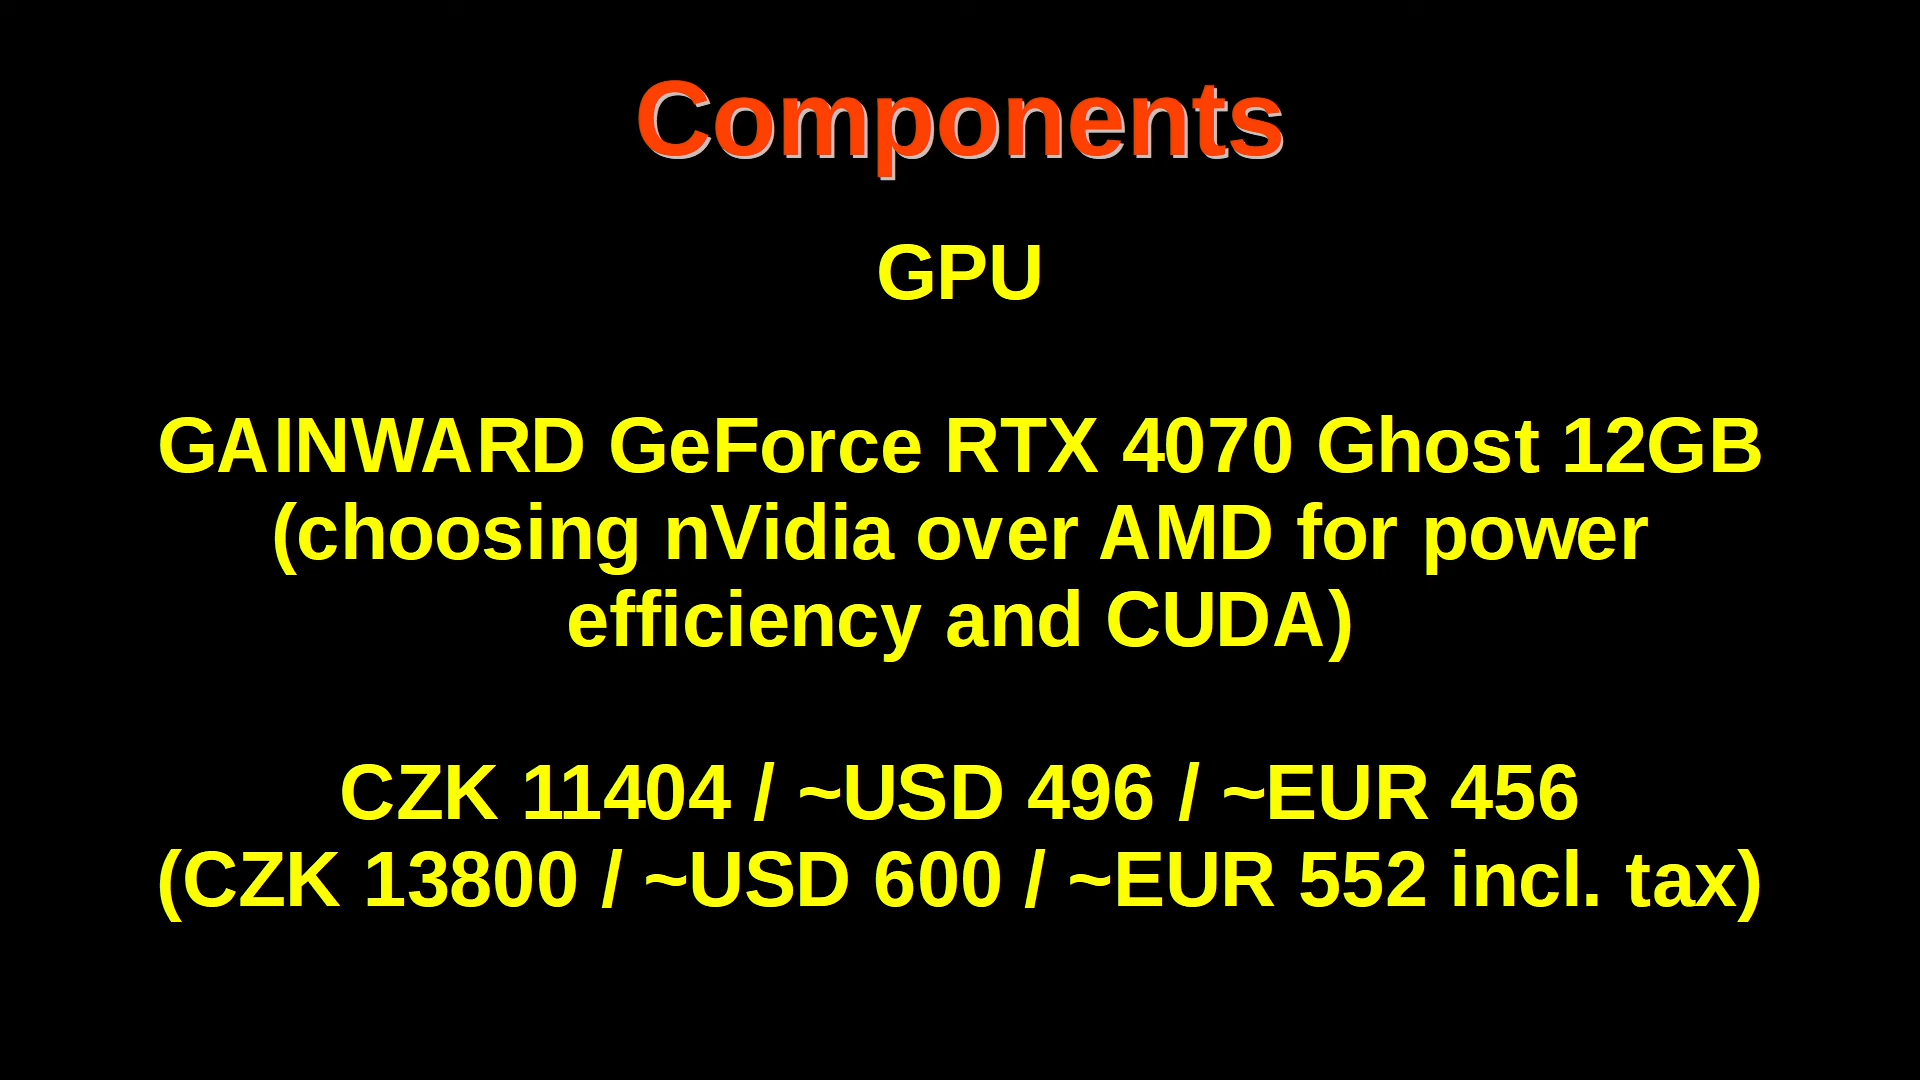 Components
GPU
GAINWARD GeForce RTX 4070 Ghost 12GB
(choosing nVidia over AMD for power
efficiency and CUDA)
CZK 11404 / ~USD 496 / ~EUR 456
(CZK 13800 / ~USD 600 / ~EUR 552 incl. tax)